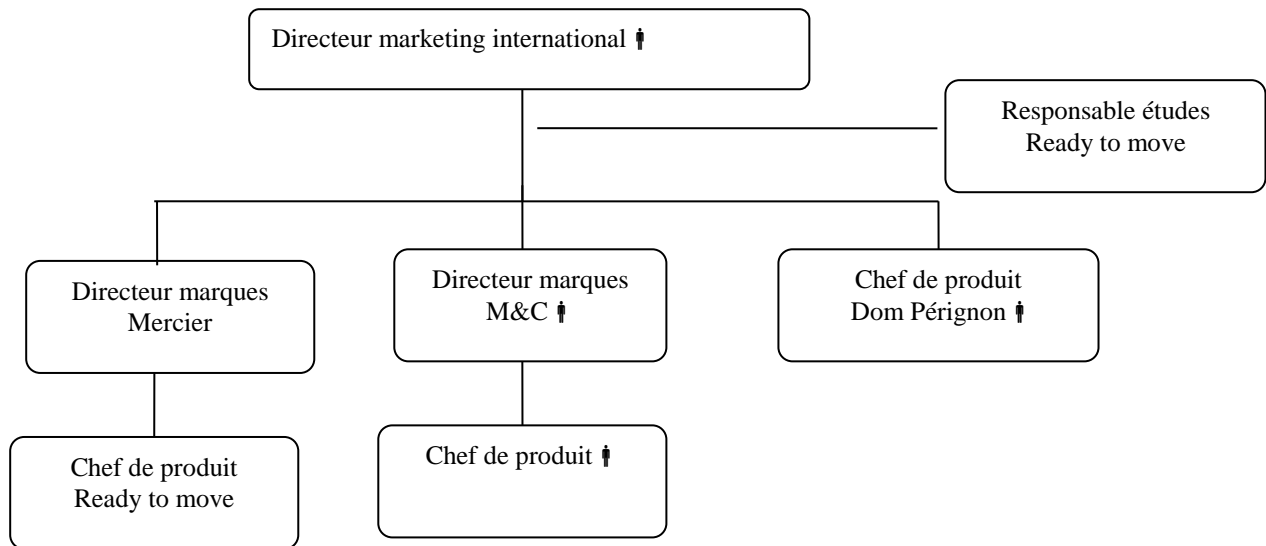 Directeur marketing international
Responsable études
Ready to move
Directeur marques
Mercier
Directeur marques
M&C
Chef de produit
Dom Pérignon
Chef de produit
Ready to move
Chef de produit